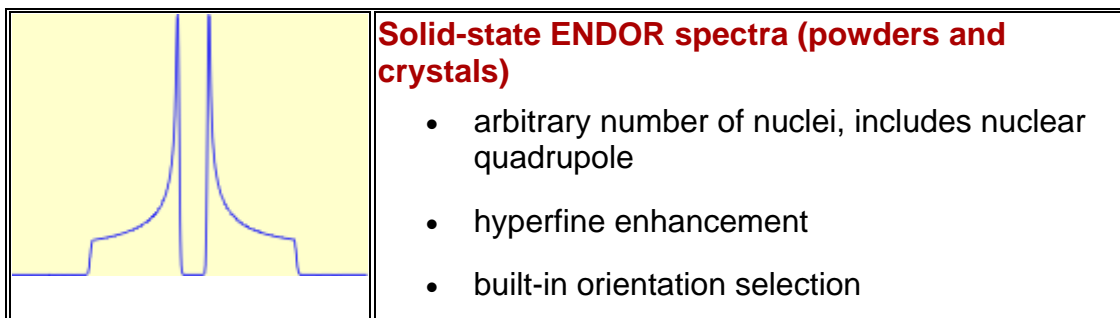 Solid-state ENDOR spectra (powders and
crystals)
• arbitrary number of nuclei, includes nuclear
quadrupole
• hyperfine enhancement
• built-in orientation selection